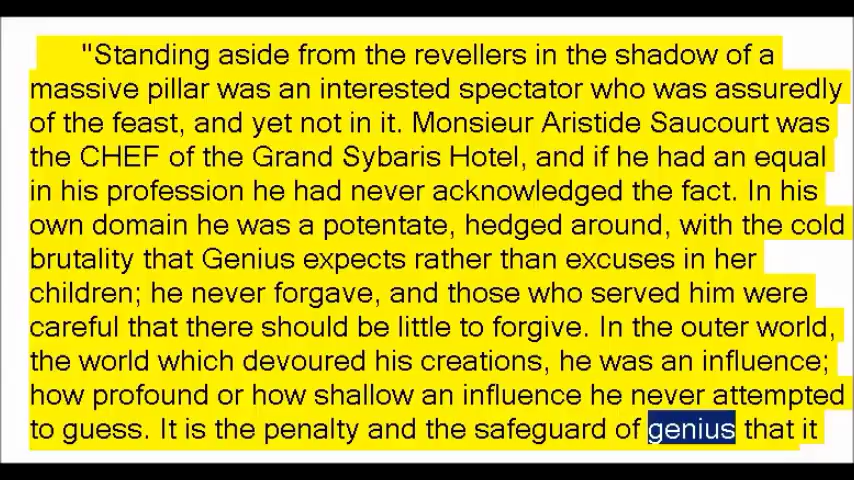 "Standing aside from the revellers in the shadow of a
massive pillar was an interested spectator who was assuredly
of the feast, and yet not in it. Monsieur Aristide Saucourt was
the CHEF of the Grand Sybaris Hotel, and if he had an equal
in his profession he had never acknowledged the fact. In his
own domain he was a potentate, hedged around, with the cold
brutality that Genius expects rather than excuses in her
children; he never forgave, and those who served him were
careful that there should be little to forgive. In the outer world,
the world which devoured his creations, he was an influence;
how profound or how shallow an influence he never attempted
to guess. It is the penalty and the safeguard of genius that it